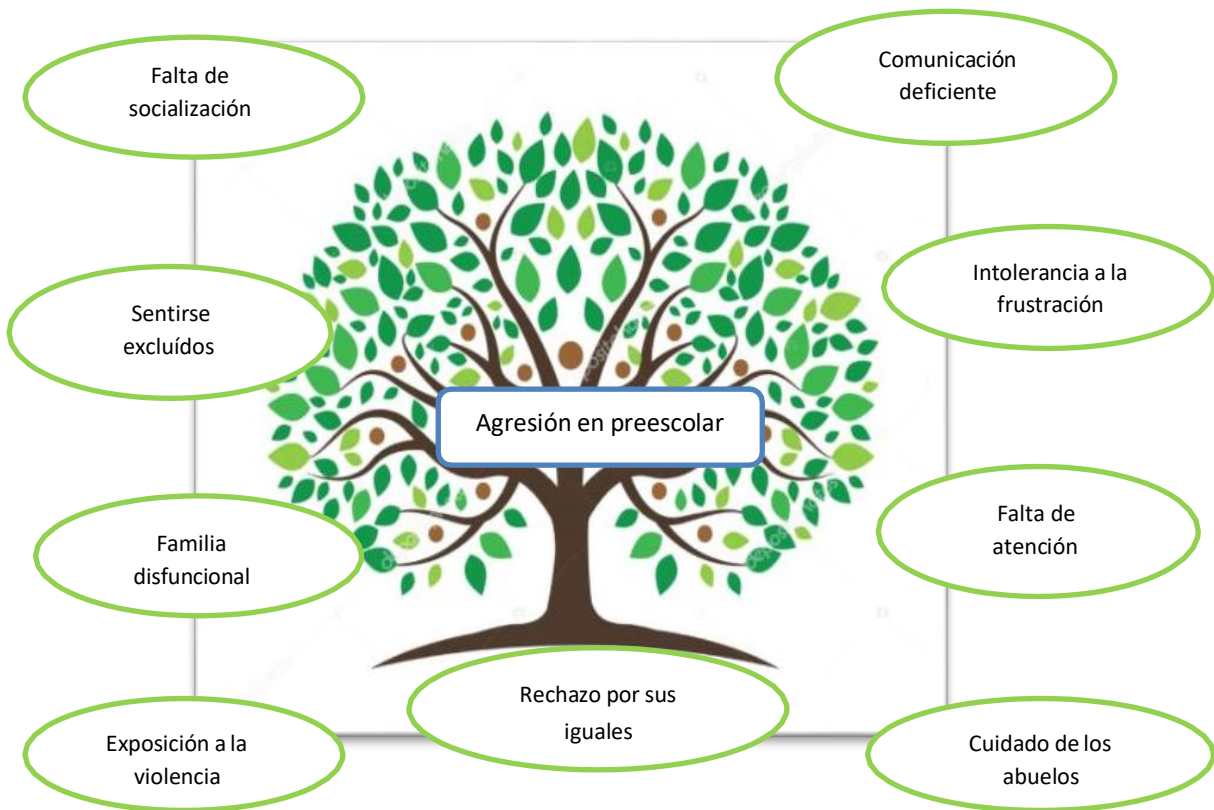 Falta de
socialización
Comunicación
deficiente
Sentirse
excluídos
Intolerancia a la
frustración
Agresión en preescolar
Familia
disfuncional
Falta de
atención
Rechazo por sus
iguales
Exposición a la
violencia
Cuidado de los
abuelos